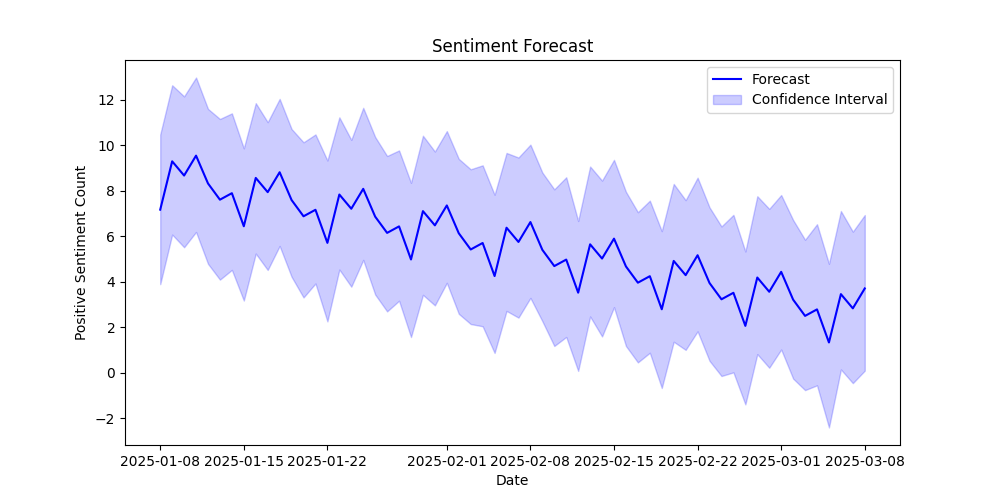 Sentiment Forecast
Forecast
Confidence Interval
Positive Sentiment Count
12
10
8
6
4
2
0
−2
2025-01-08 2025-01-15 2025-01-22 2025-02-01 2025-02-08 2025-02-15 2025-02-22 2025-03-01 2025-03-08
Date